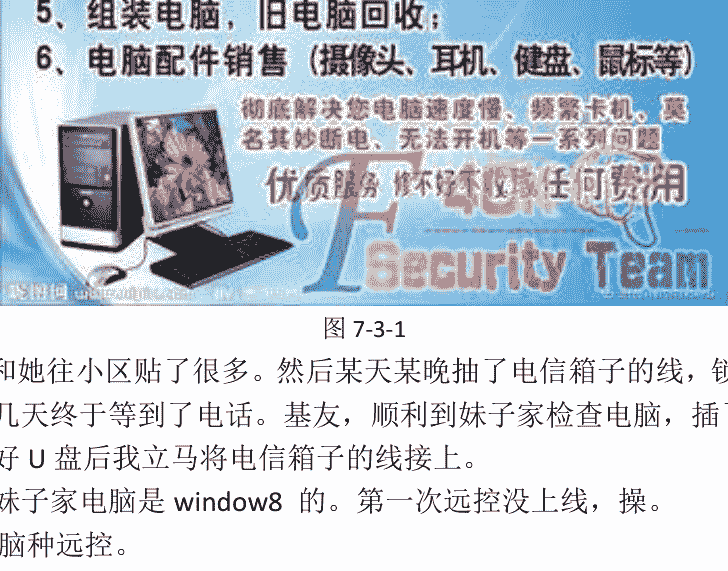 5、组装电脑，旧电脑回收；
6、电脑配件销售（摄像头、耳机、健盘、鼠标等）
彻底解决您电脑速度慢、频繁卡机、莫
名其妙断电、无法开机等一系列问题
优质服务 修不好不收取任何费用
Security Team
图 7-3-1
和她往小区贴了很多。然后某天某晚抽了电信箱子的线，锁
几天终于等到了电话。基友，顺利到妹子家检查电脑，插了
好 U 盘后我立马将电信箱子的线接上。
妹子家电脑是 window8 的。第一次远控没上线，操。
脑种远控。